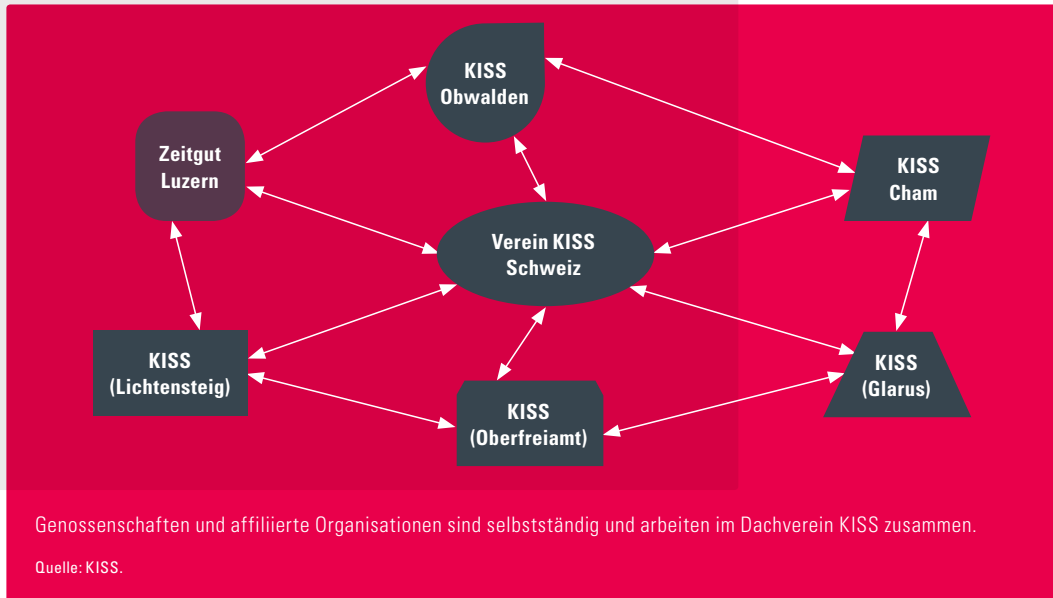 KISS
Obwalden
Zeitgut
Luzern
KISS
Cham
Verein KISS
Schweiz
KISS
(Lichtensteig)
KISS
(Glarus)
KISS
(Oberfreiamt)
Genossenschaften und affiliierte Organisationen sind selbstständig und arbeiten im Dachverein KISS zusammen.
Quelle: KISS.